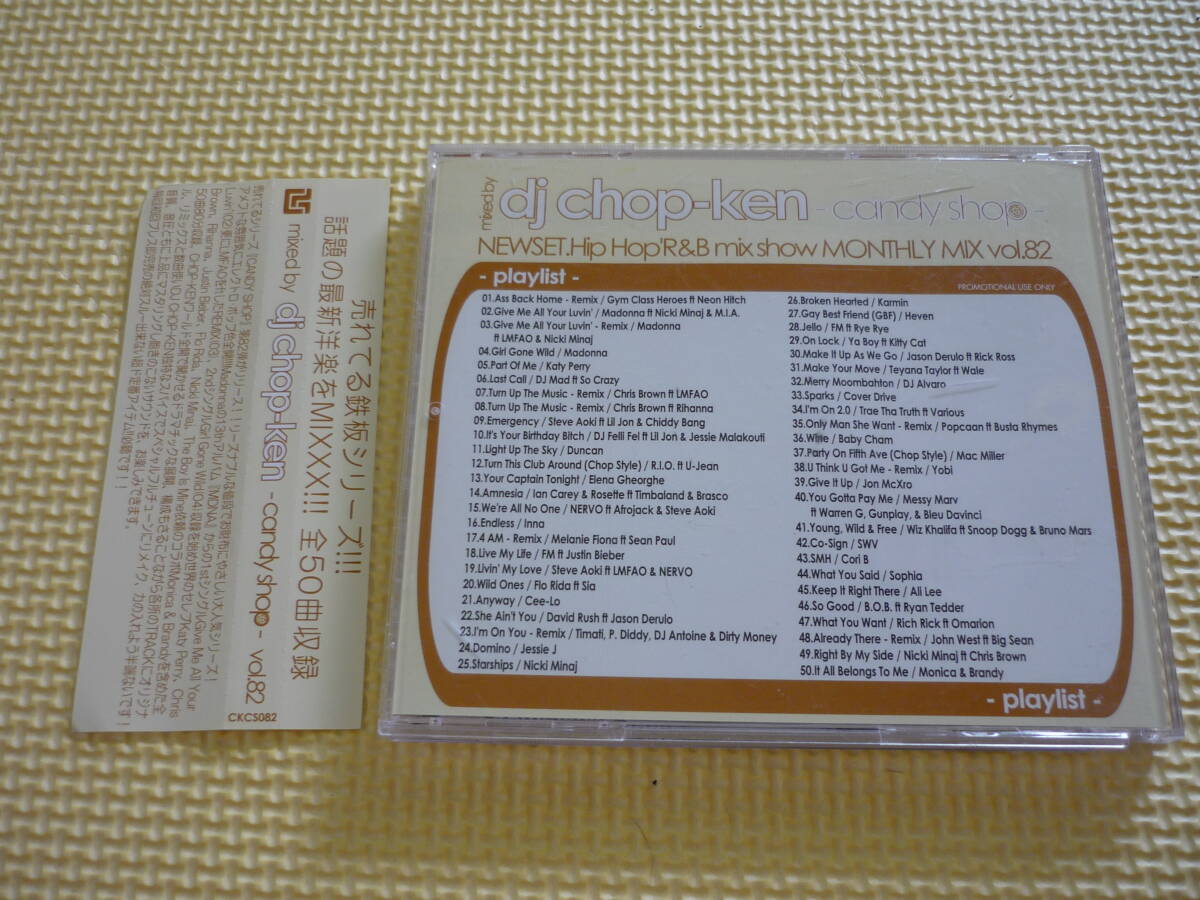 売れてる鉄板シリーズ!!!
話題の最新洋楽をMIXXX!!! 全50曲収録
mixed by dj chop-ken - candy shop - vol.82
CKCS082
mixed by
dj chop-ken - candy shop -
NEWSET.Hip Hop'R&B mix show MONTHLY MIX vol.82
- playlist -
PROMOTIONAL USE ONLY
01.Ass Back Home - Remix / Gym Class Heroes ft Neon Hitch
02.Give Me All Your Luvin' / Madonna ft Nicki Minaj & M.I.A.
03.Give Me All Your Luvin' - Remix / Madonna
ft LMFAO & Nicki Minaj
04.Girl Gone Wild / Madonna
05.Part Of Me / Katy Perry
06.Last Call / DJ Mad ft So Crazy
07.Turn Up The Music - Remix / Chris Brown ft LMFAO
08.Turn Up The Music - Remix / Chris Brown ft Rihanna
09.Emergency / Steve Aoki ft Lil Jon & Chiddy Bang
10.It's Your Birthday Bitch / DJ Felli Fel ft Lil Jon & Jessie Malakouti
11.Light Up The Sky / Duncan
12.Turn This Club Around (Chop Style) / R.I.O. ft U-Jean
13.Your Captain Tonight / Elena Gheorghe
14.Amnesia / Ian Carey & Rosette ft Timbaland & Brasco
15.We're All No One / NERVO ft Afrojack & Steve Aoki
16.Endless / Inna
17.4 AM - Remix / Melanie Fiona ft Sean Paul
18.Live My Life / FM ft Justin Bieber
19.Livin' My Love / Steve Aoki ft LMFAO & NERVO
20.Wild Ones / Flo Rida ft Sia
21.Anyway / Cee-Lo
22.She Ain't You / David Rush ft Jason Derulo
23.I'm On You - Remix / Timati, P. Diddy, DJ Antoine & Dirty Money
24.Domino / Jessie J
25.Starships / Nicki Minaj
26.Broken Hearted / Karmin
27.Gay Best Friend (GBF) / Heven
28.Jello / FM ft Rye Rye
29.On Lock / Ya Boy ft Kitty Cat
30.Make It Up As We Go / Jason Derulo ft Rick Ross
31.Make Your Move / Teyana Taylor ft Wale
32.Merry Moombahton / DJ Alvaro
33.Sparks / Cover Drive
34.I'm On 2.0 / Trae Tha Truth ft Various
35.Only Man She Want - Remix / Popcaan ft Busta Rhymes
36.Wine / Baby Cham
37.Party On Fifth Ave (Chop Style) / Mac Miller
38.U Think U Got Me - Remix / Yobi
39.Give It Up / Jon McXro
40.You Gotta Pay Me / Messy Marv
ft Warren G, Gunplay, & Bleu Davinci
41.Young, Wild & Free / Wiz Khalifa ft Snoop Dogg & Bruno Mars
42.Co-Sign / SWV
43.SMH / Cori B
44.What You Said / Sophia
45.Keep It Right There / Ali Lee
46.So Good / B.O.B. ft Ryan Tedder
47.What You Want / Rich Rick ft Omarion
48.Already There - Remix / John West ft Big Sean
49.Right By My Side / Nicki Minaj ft Chris Brown
50.It All Belongs To Me / Monica & Brandy
- playlist -